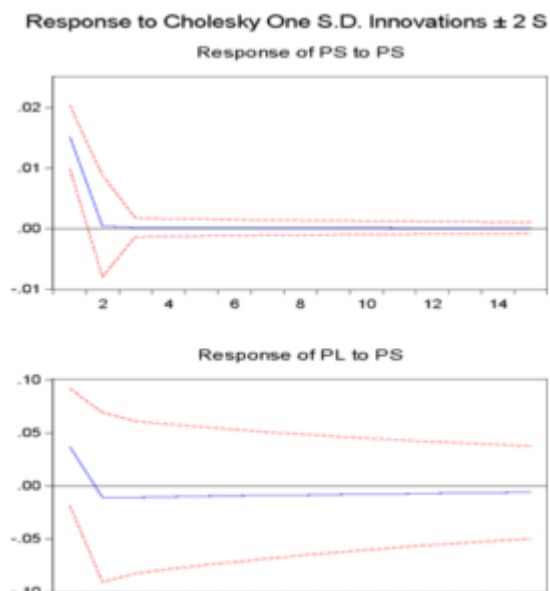 Response to Cholesky One S.D. Innovations ± 2 S
Response of PS to PS
.02
.01
.00
-.01
2 4 6 8 10 12 14
Response of PL to PS
.10
.05
.00
-.05
-.10